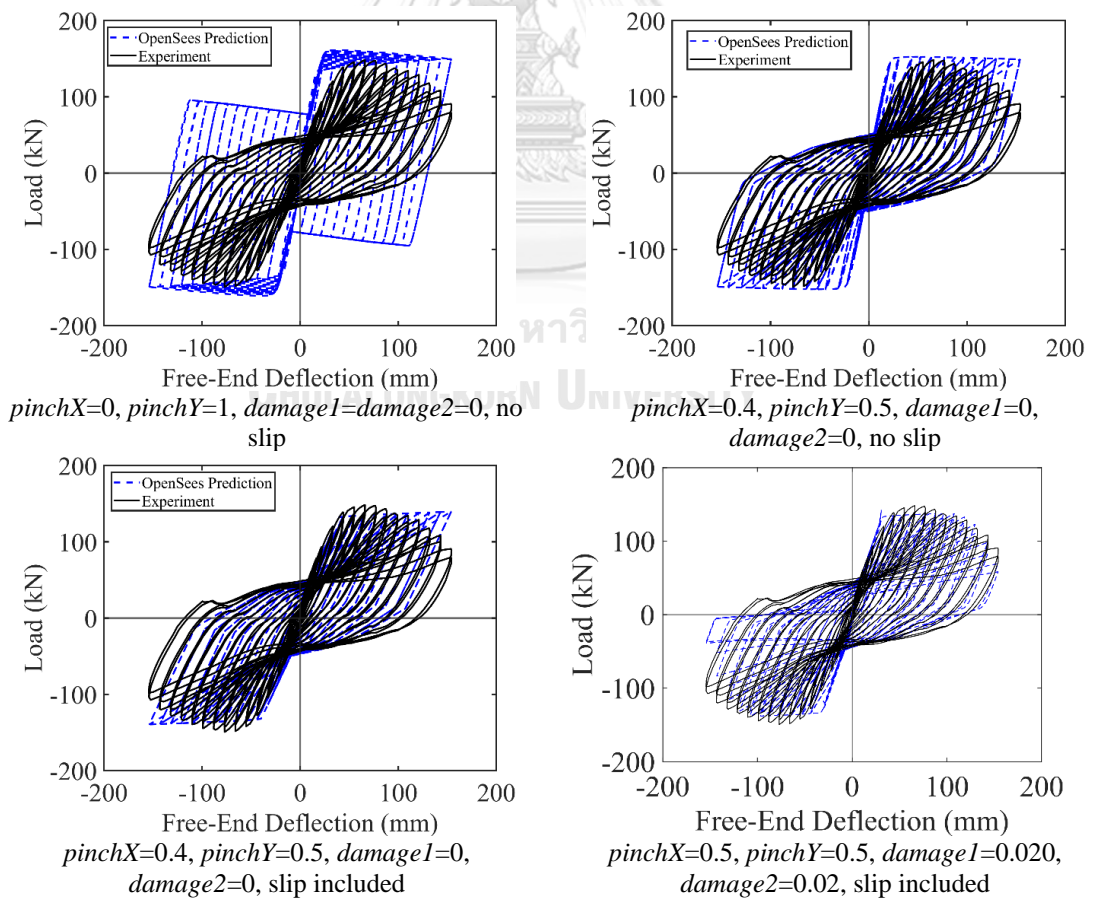 200
OpenSees Prediction
Experiment
100
0
-100
-200
Load (kN)
-200 -100 0 100 200
Free-End Deflection (mm)
pinchX=0, pinchY=1, damage1=damage2=0, no
slip
200
OpenSees Prediction
Experiment
100
0
-100
-200
Load (kN)
-200 -100 0 100 200
Free-End Deflection (mm)
pinchX=0.4, pinchY=0.5, damage1=0,
damage2=0, no slip
200
OpenSees Prediction
Experiment
100
0
-100
-200
Load (kN)
-200 -100 0 100 200
Free-End Deflection (mm)
pinchX=0.4, pinchY=0.5, damage1=0,
damage2=0, slip included
200
100
0
-100
-200
Load (kN)
-200 -100 0 100 200
Free-End Deflection (mm)
pinchX=0.5, pinchY=0.5, damage1=0.020,
damage2=0.02, slip included
หาวิ
UNIVERSITY